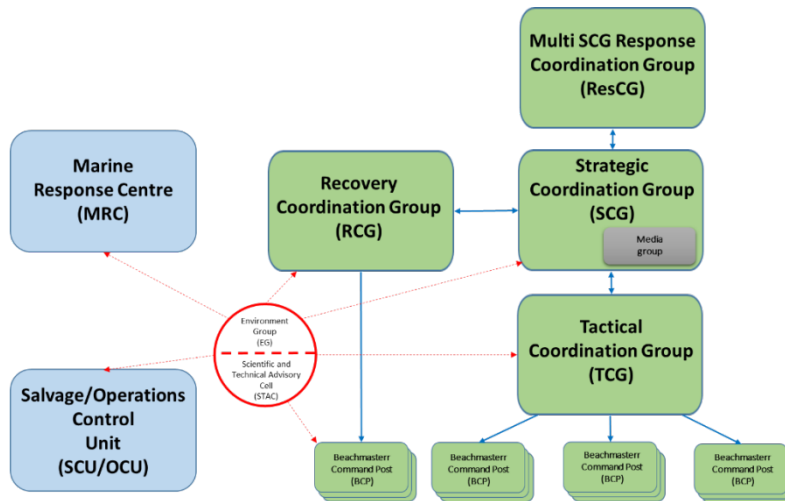 Multi SCG Response
Coordination Group
(ResCG)
Marine
Response Centre
(MRC)
Recovery
Coordination Group
(RCG)
Strategic
Coordination Group
(SCG)
Media
group
Environment
Group
(EG)
Scientific and
Technical Advisory
Cell
(STAC)
Tactical
Coordination Group
(TCG)
Salvage/Operations
Control
Unit
(SCU/OCU)
Beachmasterr
Command Post
(BCP)
Beachmasterr
Command Post
(BCP)
Beachmasterr
Command Post
(BCP)
Beachmasterr
Command Post
(BCP)